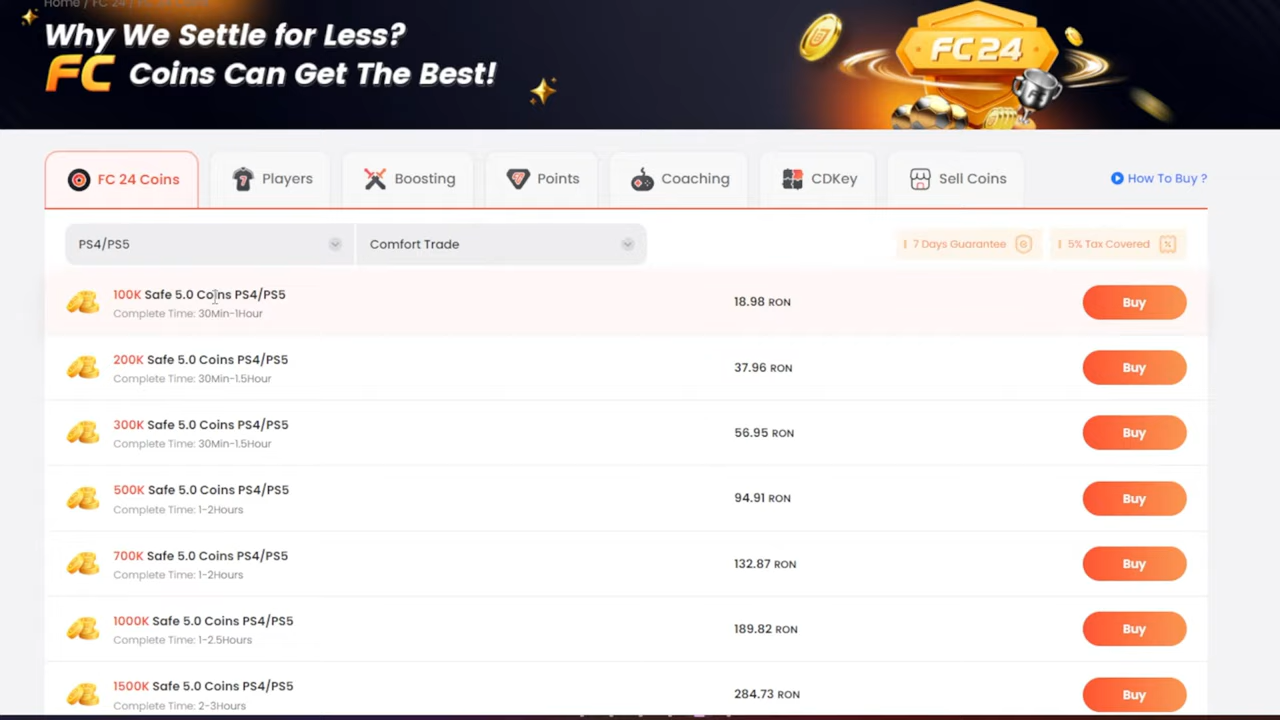 Home / FC 24 /
Why We Settle for Less?
FC Coins Can Get The Best!
FC24
FC 24 Coins
Players
Boosting
Points
Coaching
CDKey
Sell Coins
How To Buy ?
PS4/PS5
Comfort Trade
7 Days Guarantee
5% Tax Covered
100K Safe 5.0 Coins PS4/PS5
Complete Time: 30Min-1Hour
18.98 RON
Buy
200K Safe 5.0 Coins PS4/PS5
Complete Time: 30Min-1.5Hour
37.96 RON
Buy
300K Safe 5.0 Coins PS4/PS5
Complete Time: 30Min-1.5Hour
56.95 RON
Buy
500K Safe 5.0 Coins PS4/PS5
Complete Time: 1-2Hours
94.91 RON
Buy
700K Safe 5.0 Coins PS4/PS5
Complete Time: 1-2Hours
132.87 RON
Buy
1000K Safe 5.0 Coins PS4/PS5
Complete Time: 1-2.5Hours
189.82 RON
Buy
1500K Safe 5.0 Coins PS4/PS5
Complete Time: 2-3Hours
284.73 RON
Buy